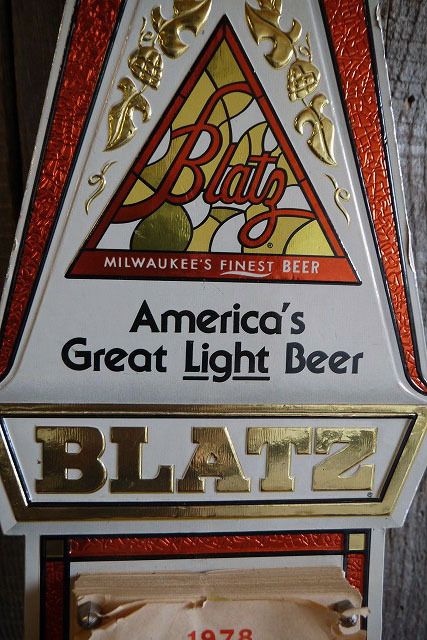 Blatz
MILWAUKEE'S FINEST BEER
America's
Great Light Beer
BLATZ
1978